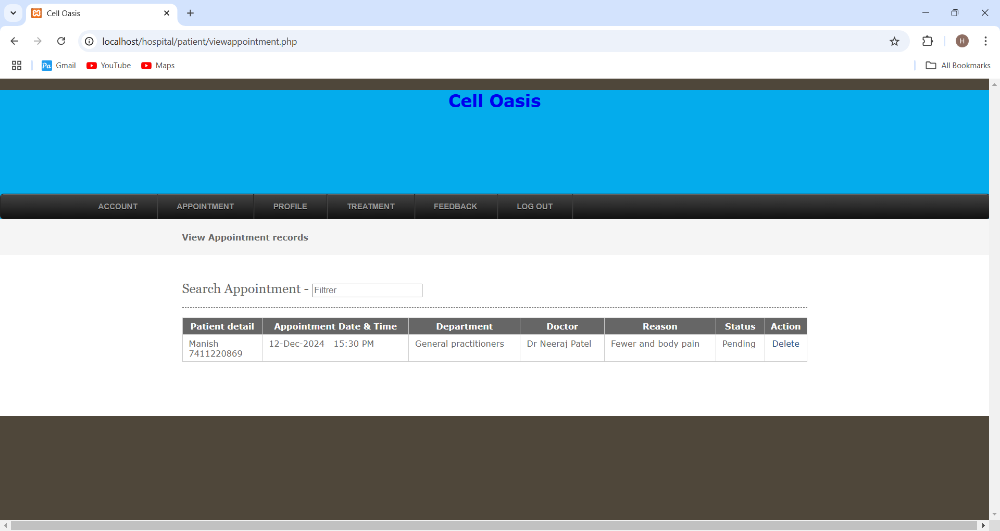 Cell Oasis
localhost/hospital/patient/viewappointment.php
H
Pa Gmail YouTube Maps All Bookmarks
Cell Oasis
ACCOUNT APPOINTMENT PROFILE TREATMENT FEEDBACK LOG OUT
View Appointment records
Search Appointment - Filtrer
Patient detail Appointment Date & Time Department Doctor Reason Status Action
Manish 12-Dec-2024 15:30 PM General practitioners Dr Neeraj Patel Fewer and body pain Pending Delete
7411220869